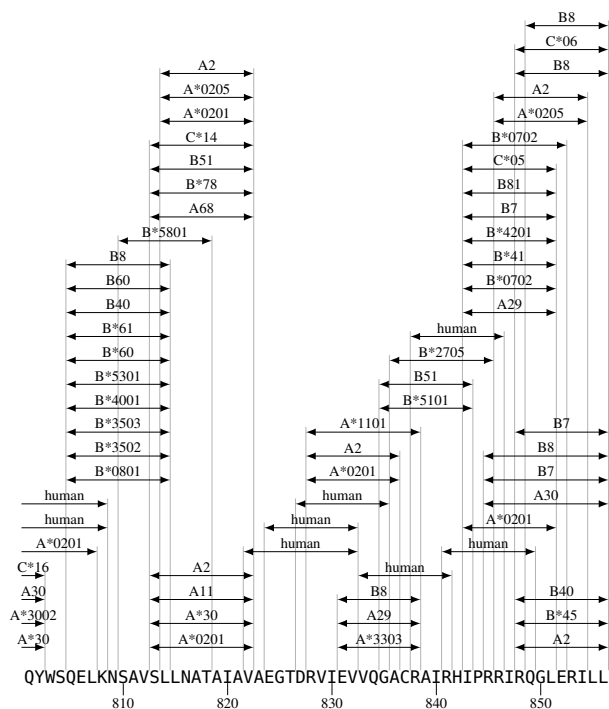 B8
C*06
A2 B8
A*0205 A2
A*0201 A*0205
C*14 B*0702
B51 C*05
B*78 B81
A68 B7
B*5801 B*4201
B8 B*41
B60 B*0702
B40 A29
B*61 human
B*60 B*2705
B*5301 B51
B*4001 B*5101
B*3503 A*1101 B7
B*3502 A2 B8
B*0801 A*0201 B7
human human A30
human human A*0201
A*0201 human human
C*16 A2 human
A30 A11 B8 B40
A*3002 A*30 A29 B*45
A*30 A*0201 A*3303 A2
QYWSQELKNSAVSLLNATAIAVAEGTDRVIEVVQGACRAIRHIPRRIRQGLERILL
810 820 830 840 850